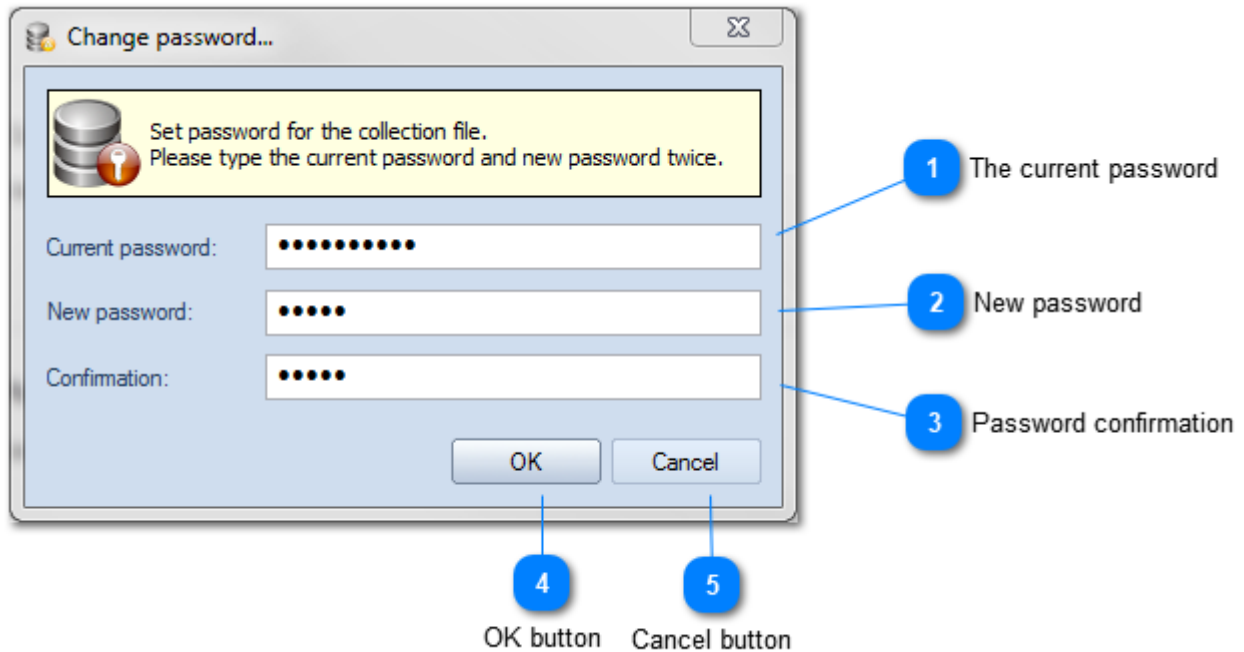 Change password...
Set password for the collection file.
Please type the current password and new password twice.
1 The current password
Current password: ••••••••••
2 New password
New password: •••••
Confirmation: •••••
3 Password confirmation
OK Cancel
4 5
OK button Cancel button